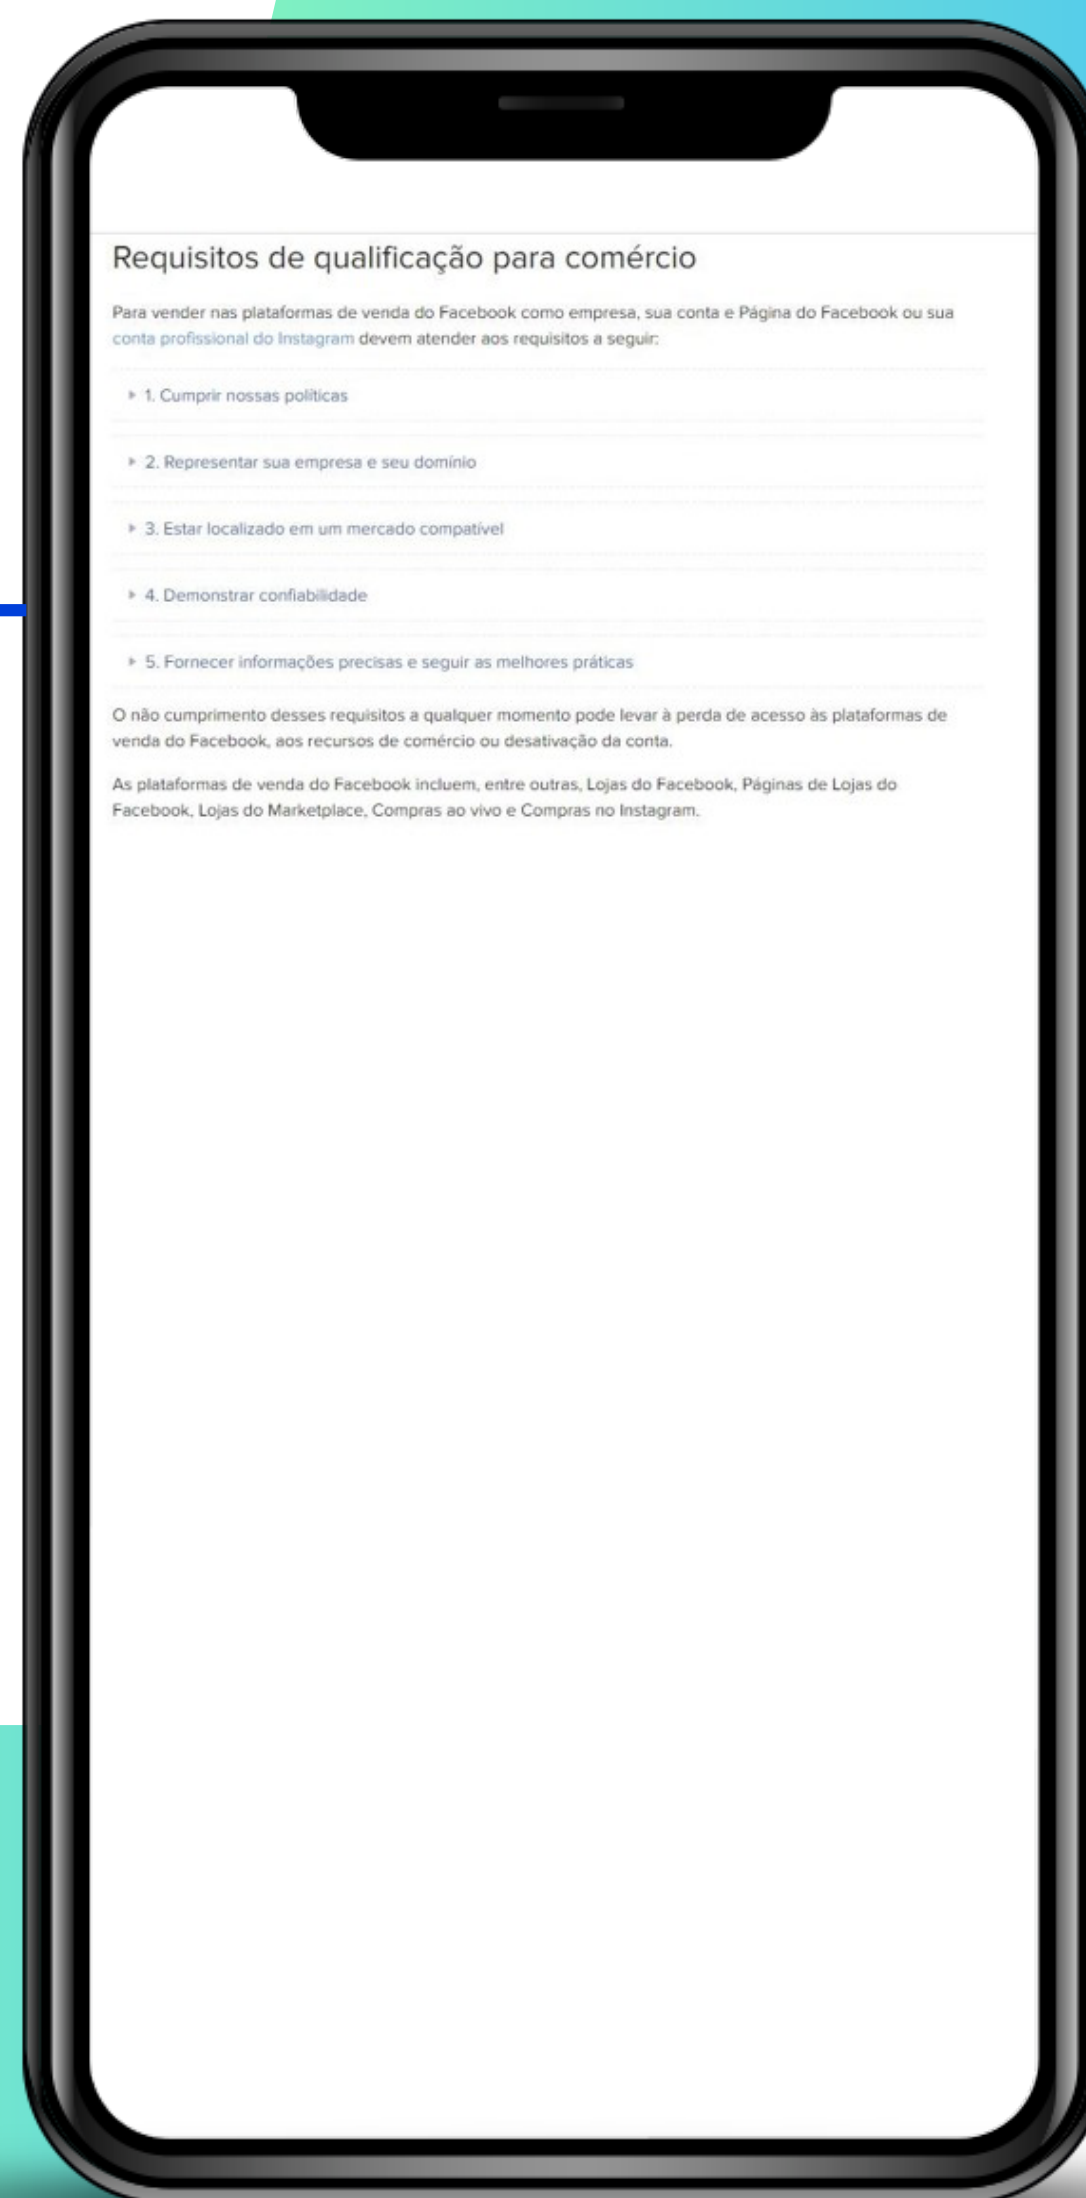 Requisitos de qualificação para comércio
Para vender nas plataformas de venda do Facebook como empresa, sua conta e Página do Facebook ou sua
conta profissional do Instagram devem atender aos requisitos a seguir:
1. Cumprir nossas políticas
2. Representar sua empresa e seu domínio
3. Estar localizado em um mercado compatível
4. Demonstrar confiabilidade
5. Fornecer informações precisas e seguir as melhores práticas
O não cumprimento desses requisitos a qualquer momento pode levar à perda de acesso às plataformas de
venda do Facebook, aos recursos de comércio ou desativação da conta.
As plataformas de venda do Facebook incluem, entre outras, Lojas do Facebook, Páginas de Lojas do
Facebook, Lojas do Marketplace, Compras ao vivo e Compras no Instagram.